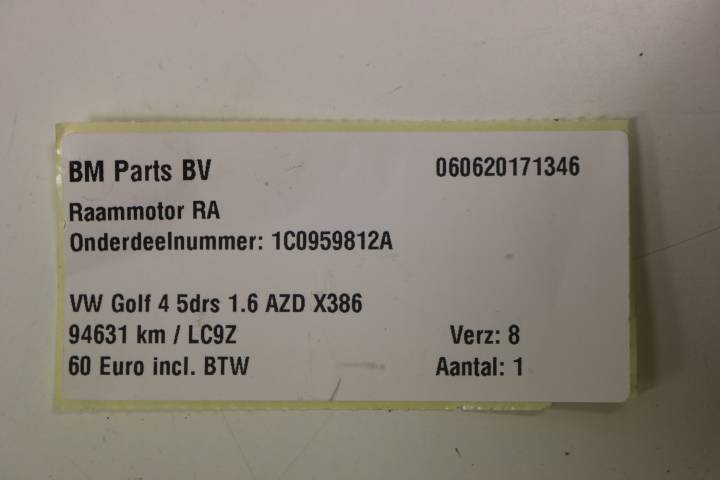 BM Parts BV 060620171346
Raammotor RA
Onderdeelnummer: 1C0959812A
VW Golf 4 5drs 1.6 AZD X386
94631 km / LC9Z Verz: 8
60 Euro incl. BTW Aantal: 1